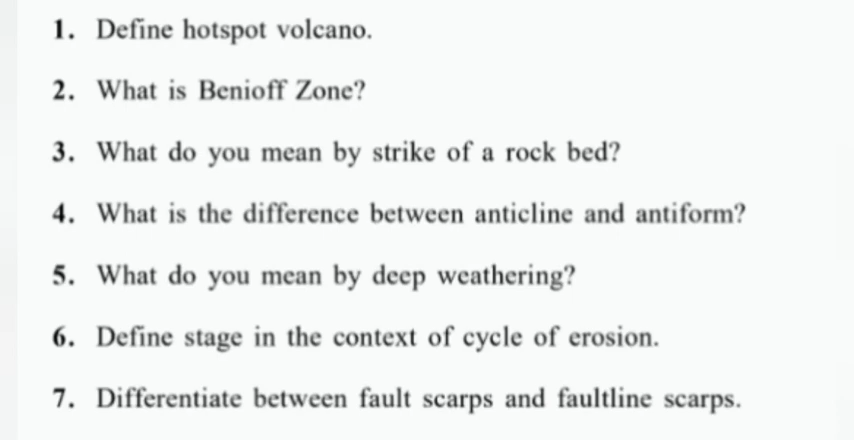 1. Define hotspot volcano.
2. What is Benioff Zone?
3. What do you mean by strike of a rock bed?
4. What is the difference between anticline and antiform?
5. What do you mean by deep weathering?
6. Define stage in the context of cycle of erosion.
7. Differentiate between fault scarps and faultline scarps.